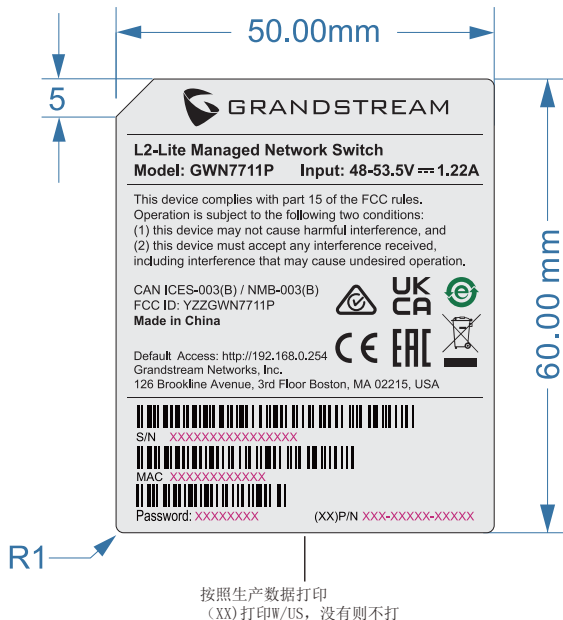 50.00mm
5
GRANDSTREAM
L2-Lite Managed Network Switch
Model: GWN7711P Input: 48-53.5V⎓1.22A
This device complies with part 15 of the FCC rules.
Operation is subject to the following two conditions:
(1) this device may not cause harmful interference, and
(2) this device must accept any interference received,
including interference that may cause undesired operation.
CAN ICES-003(B) / NMB-003(B)
FCC ID: YZZGWN7711P
Made in China
UK
CA
e
CE EAC
Default Access: http://192.168.0.254
Grandstream Networks, Inc.
126 Brookline Avenue, 3rd Floor Boston, MA 02215, USA
S/N XXXXXXXXXXXXXXXX
MAC XXXXXXXXXXXX
Password: XXXXXXXX (XX)P/N XXX-XXXXX-XXXXX
60.00 mm
R1
按照生产数据打印
（XX)打印W/US，没有则不打